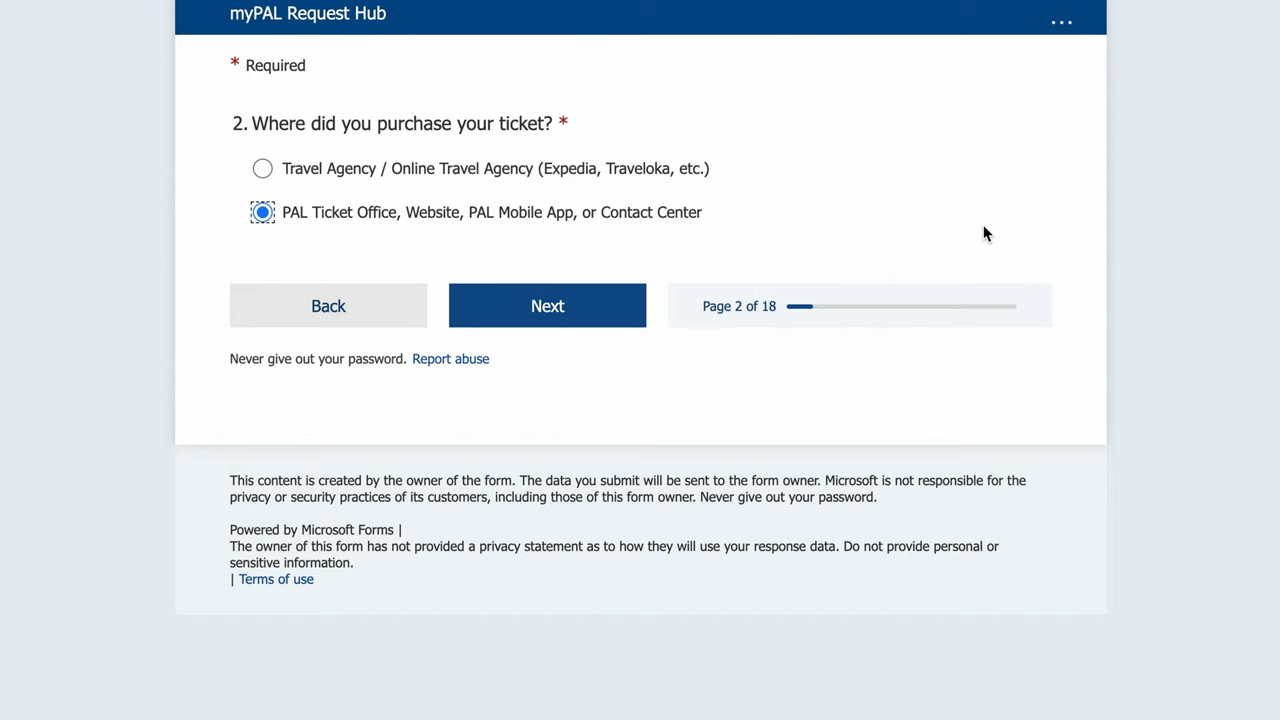 myPAL Request Hub
...
* Required
2. Where did you purchase your ticket? *
Travel Agency / Online Travel Agency (Expedia, Traveloka, etc.)
PAL Ticket Office, Website, PAL Mobile App, or Contact Center
Back
Next
Page 2 of 18
Never give out your password. Report abuse
This content is created by the owner of the form. The data you submit will be sent to the form owner. Microsoft is not responsible for the
privacy or security practices of its customers, including those of this form owner. Never give out your password.
Powered by Microsoft Forms |
The owner of this form has not provided a privacy statement as to how they will use your response data. Do not provide personal or
sensitive information.
| Terms of use